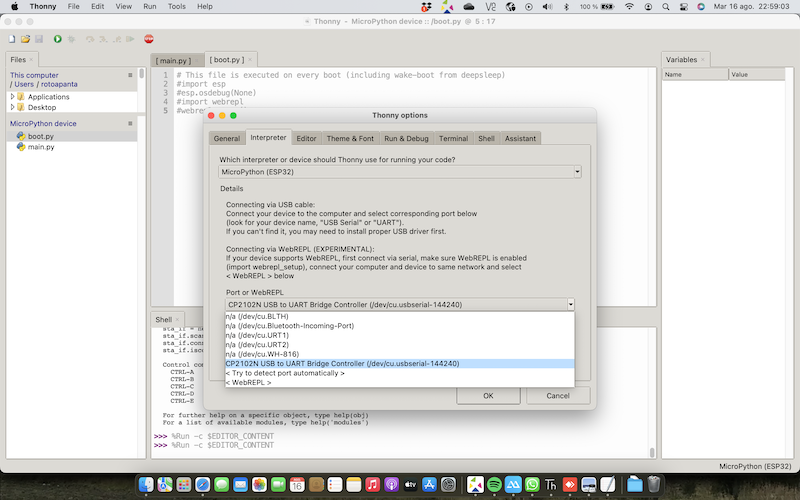 Thonny File Edit View Run Tools Help
100 % Mar 16 ago. 22:59:03
Thonny - MicroPython device :: /boot.py @ 5 : 17
Files
This computer
/ Users / rotoapanta
Applications
Desktop
MicroPython device
boot.py
main.py
[ main.py ] [ boot.py ]
1 # This file is executed on every boot (including wake-boot from deepsleep)
2 #import esp
3 #esp.osdebug(None)
4 #import webrepl
5 #webre
Variables
Name Value
Thonny options
General Interpreter Editor Theme & Font Run & Debug Terminal Shell Assistant
Which interpreter or device should Thonny use for running your code?
MicroPython (ESP32)
Details
Connecting via USB cable:
Connect your device to the computer and select corresponding port below
(look for your device name, "USB Serial" or "UART").
If you can't find it, you may need to install proper USB driver first.
Connecting via WebREPL (EXPERIMENTAL):
If your device supports WebREPL, first connect via serial, make sure WebREPL is enabled
(import webrepl_setup), connect your computer and device to same network and select
< WebREPL > below
Port or WebREPL
CP2102N USB to UART Bridge Controller (/dev/cu.usbserial-144240)
n/a (/dev/cu.BLTH)
n/a (/dev/cu.Bluetooth-Incoming-Port)
n/a (/dev/cu.URT1)
n/a (/dev/cu.URT2)
n/a (/dev/cu.WH-816)
CP2102N USB to UART Bridge Controller (/dev/cu.usbserial-144240)
< Try to detect port automatically >
< WebREPL >
OK Cancel
Shell
sta_if.sca
sta_if.con
sta_if.isc
Control co
CTRL-A
CTRL-B
CTRL-C
CTRL-D
CTRL-E
For further help on a specific object, type help(obj)
For a list of available modules, type help('modules')
>>> %Run -c $EDITOR_CONTENT
>>> %Run -c $EDITOR_CONTENT
>>>
MicroPython (ESP32)
16
tv
Th